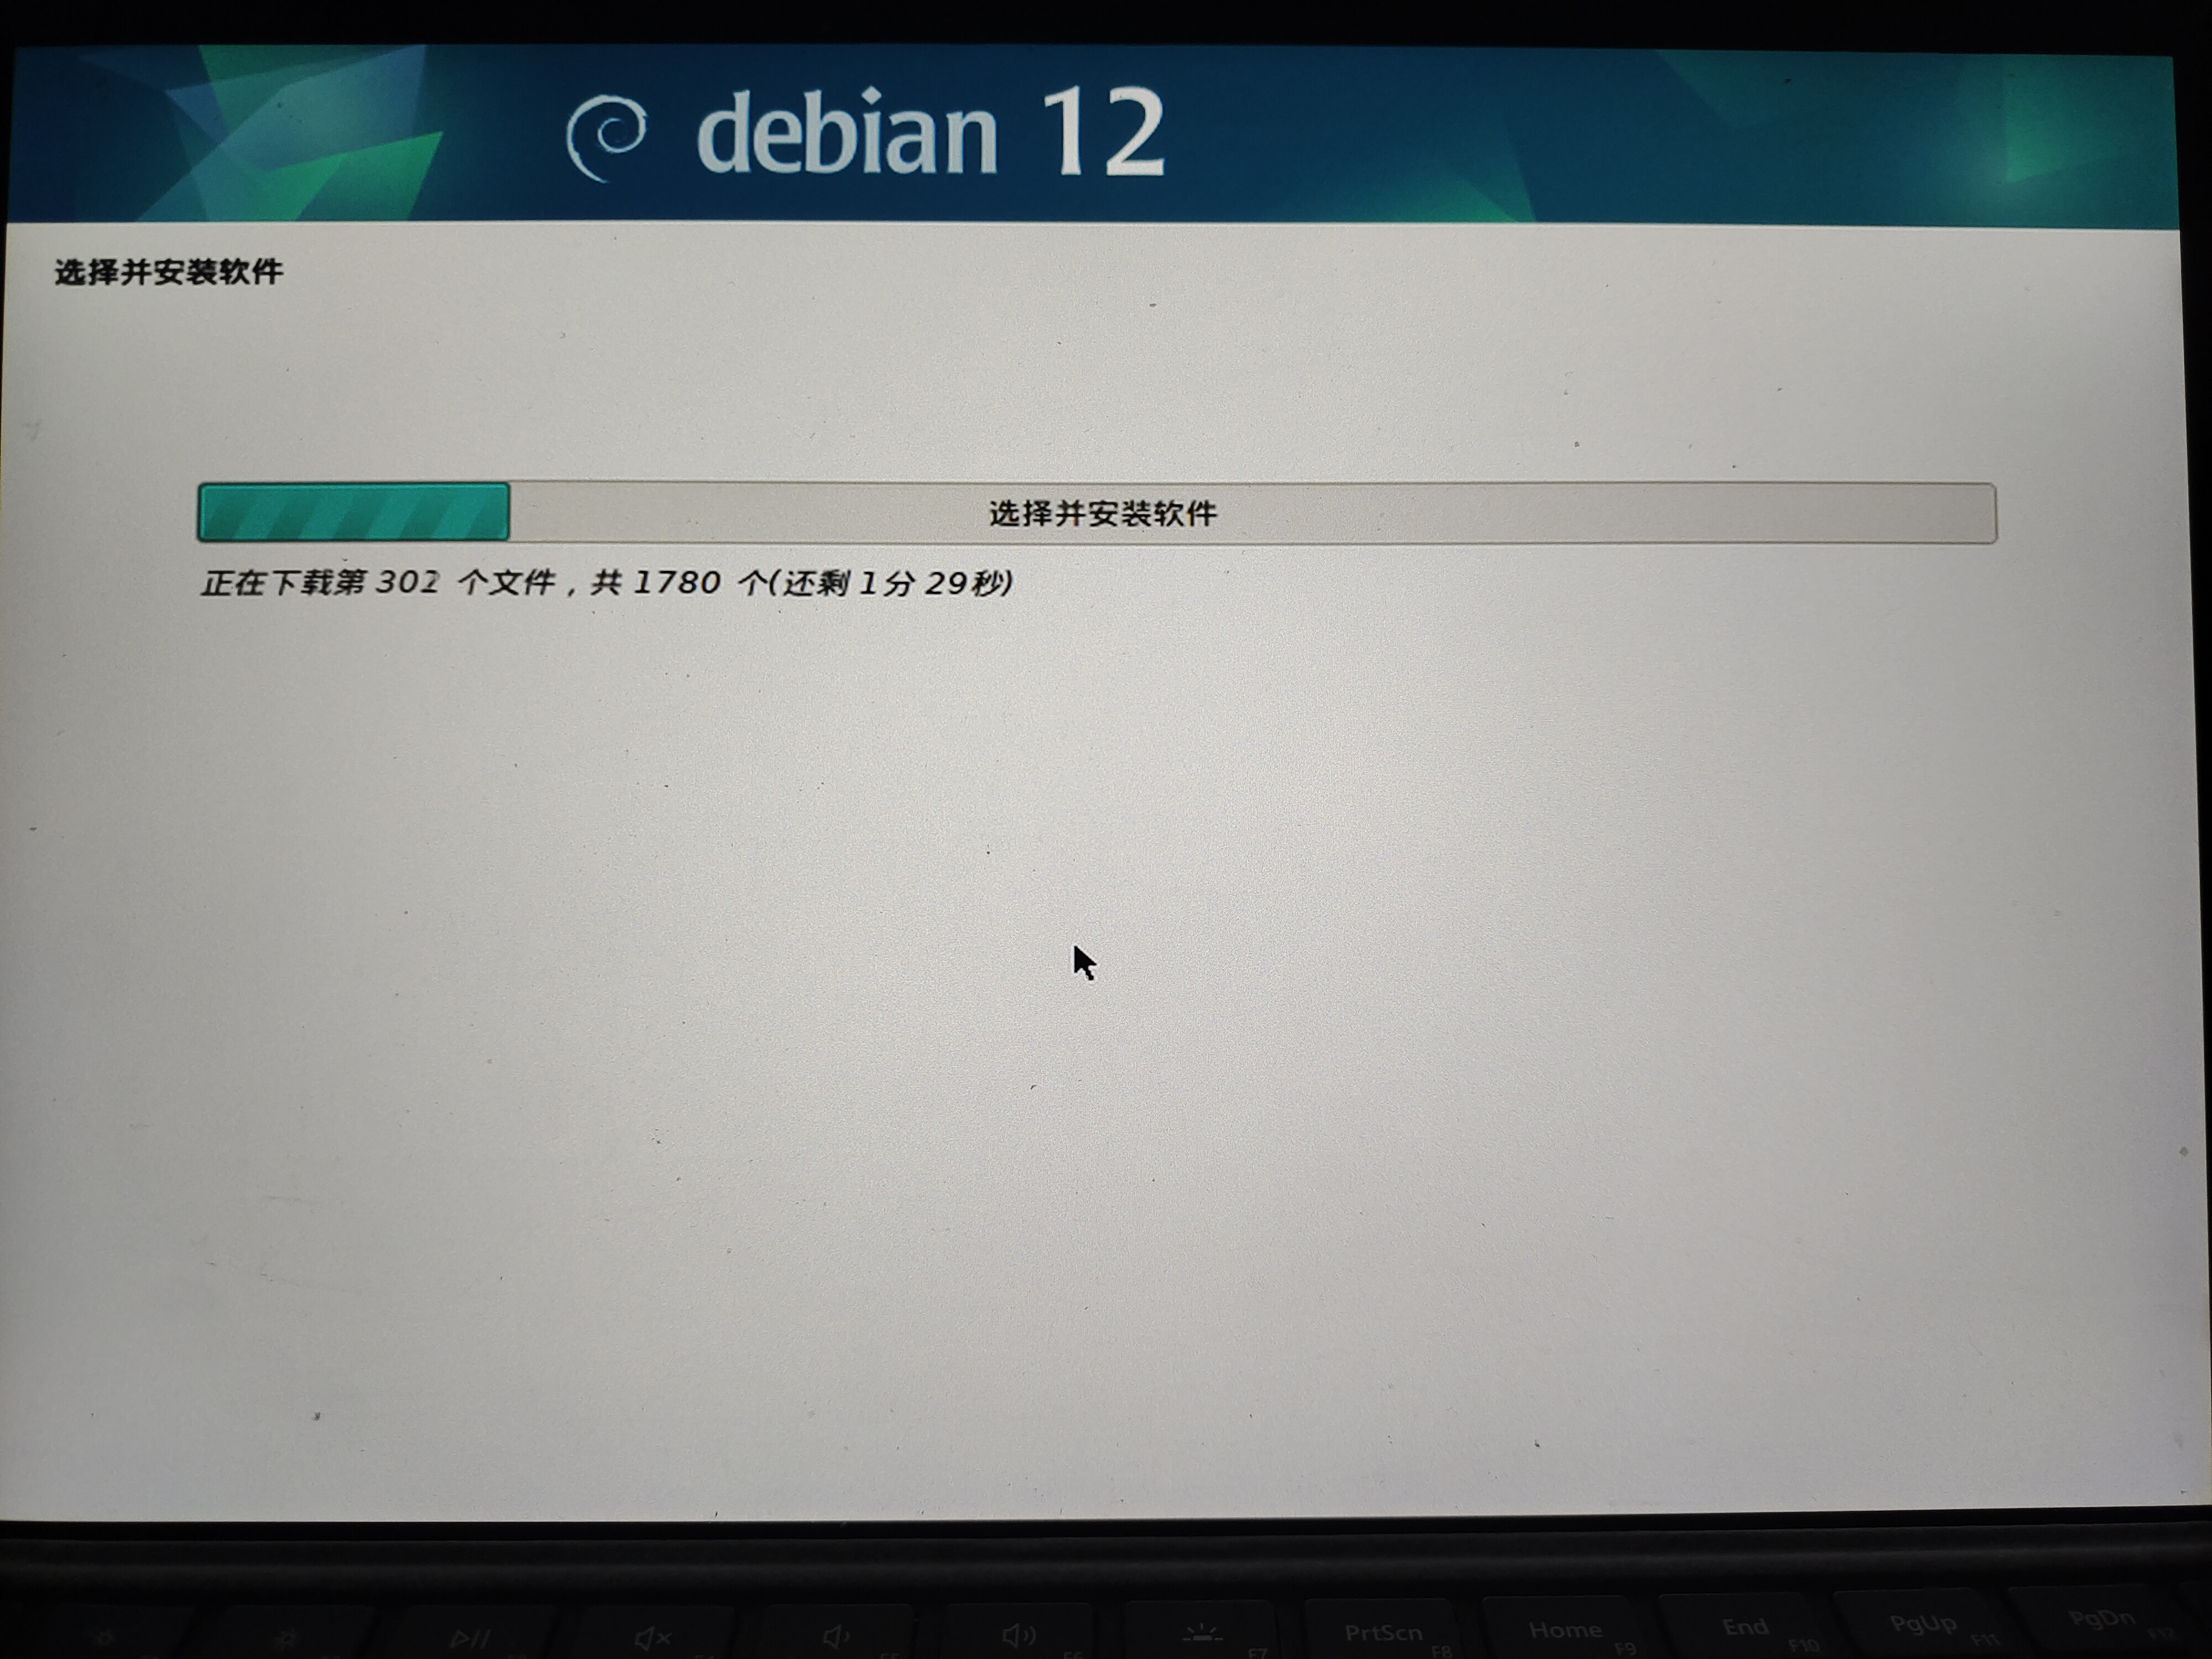 debian 12
选择并安装软件
选择并安装软件
正在下载第 302 个文件，共 1780 个(还剩 1分 29秒)
PrtScn Home End PgUp PgDn
F7 F8 F9 F10 F11 F12